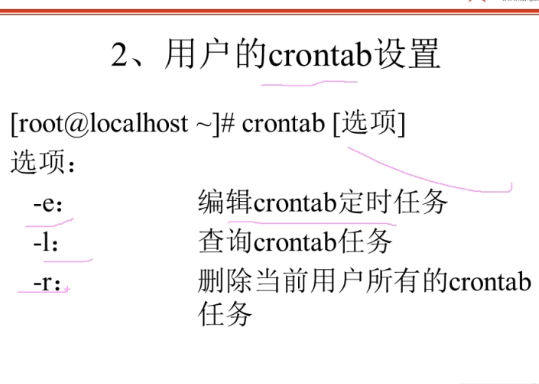 2、用户的crontab设置
[root@localhost ~]# crontab [选项]
选项：
-e： 编辑crontab定时任务
-l： 查询crontab任务
-r： 删除当前用户所有的crontab
任务